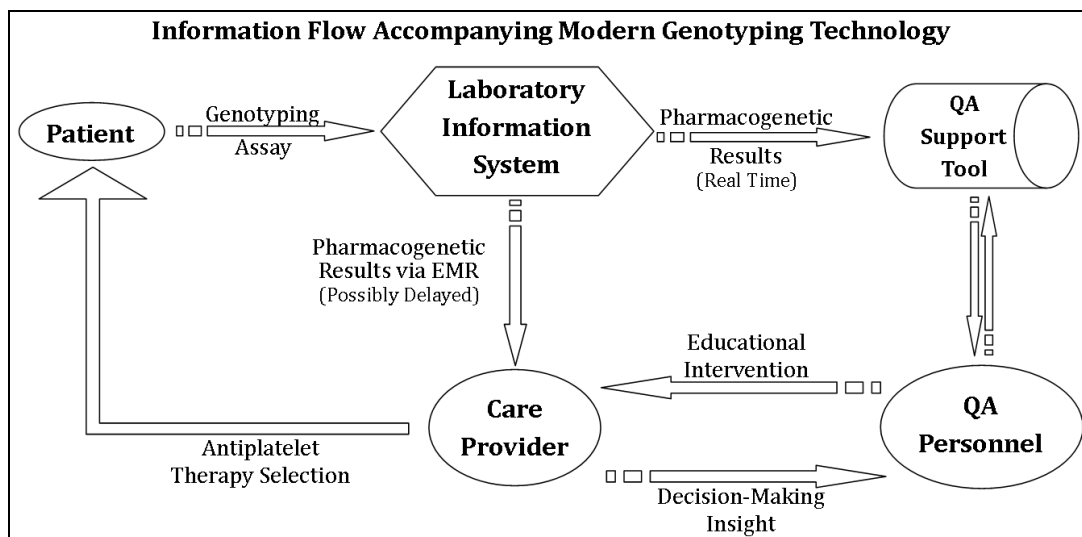 Information Flow Accompanying Modern Genotyping Technology
Patient
Genotyping
Assay
Laboratory
Information
System
Pharmacogenetic
Results
(Real Time)
QA
Support
Tool
Pharmacogenetic
Results via EMR
(Possibly Delayed)
Educational
Intervention
Care
Provider
QA
Personnel
Antiplatelet
Therapy Selection
Decision-Making
Insight